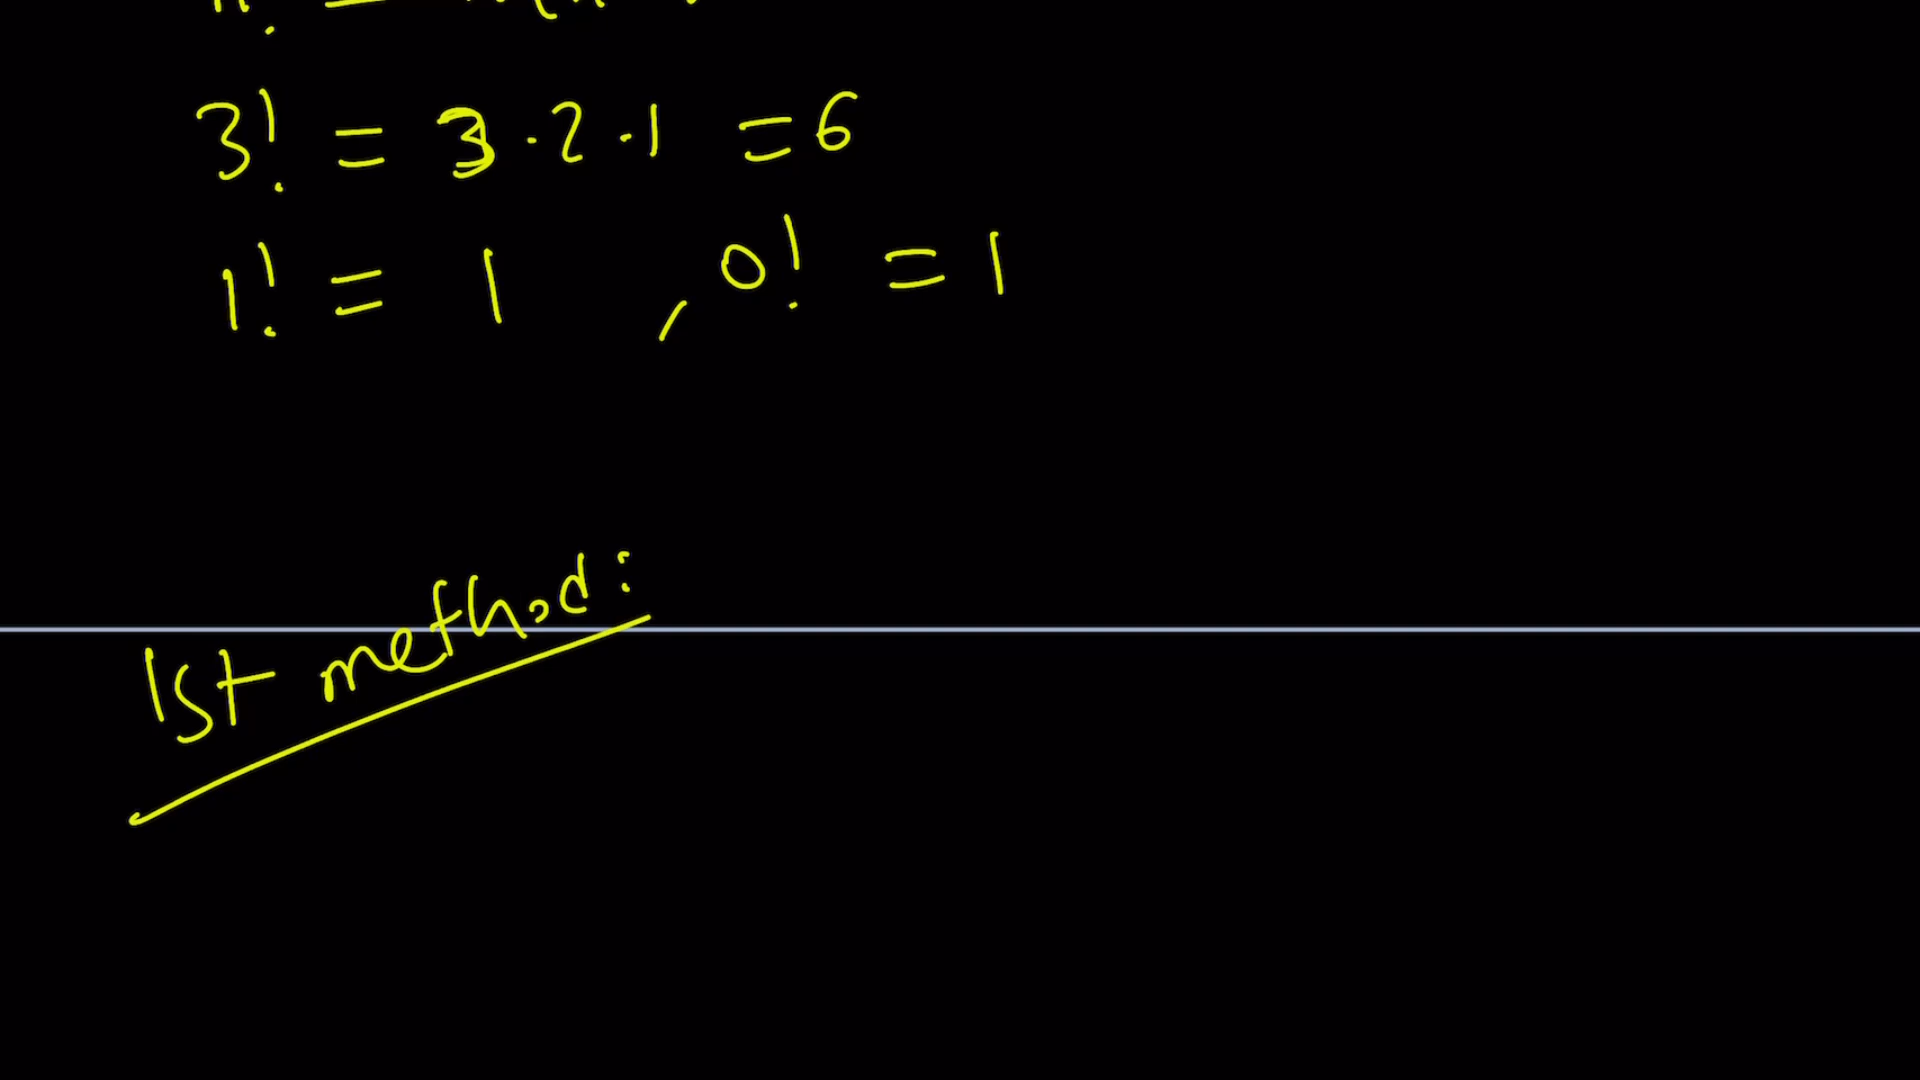 3! = 3 · 2 · 1 = 6
1! = 1 , 0! = 1
1st method: